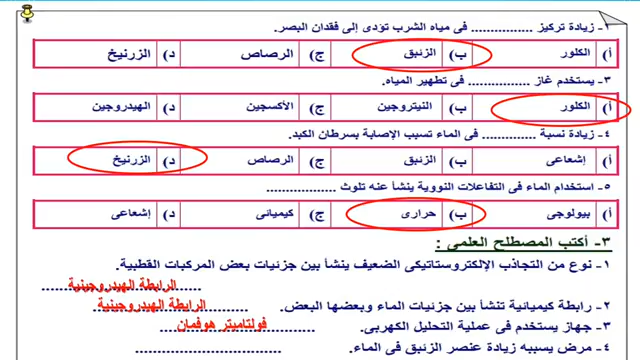 ٢- زيادة تركيز ................ فى مياه الشرب تؤدى إلى فقدان البصر.
أ) الكلور ب) الزئبق ج) الرصاص د) الزرنيخ
٣- يستخدم غاز ................ فى تطهير المياه.
أ) الكلور ب) النيتروجين ج) الأكسجين د) الهيدروجين
٤- زيادة نسبة .............. فى الماء تسبب الإصابة بسرطان الكبد.
أ) إشعاعى ب) الزئبق ج) الرصاص د) الزرنيخ
٥- استخدام الماء فى التفاعلات النووية ينشأ عنه تلوث .................
أ) بيولوجى ب) حرارى ج) كيميائى د) إشعاعى
٣- أكتب المصطلح العلمى :
١- نوع من التجاذب الإلكتروستاتيكى الضعيف ينشأ بين جزيئات بعض المركبات القطبية.
الرابطة الهيدروجينية
٢- رابطة كيميائية تنشأ بين جزيئات الماء وبعضها البعض. الرابطة الهيدروجينية
٣- جهاز يستخدم فى عملية التحليل الكهربى. فولتاميتر هوفمان
٤- مرض يسببه زيادة عنصر الزئبق فى الماء. ................................